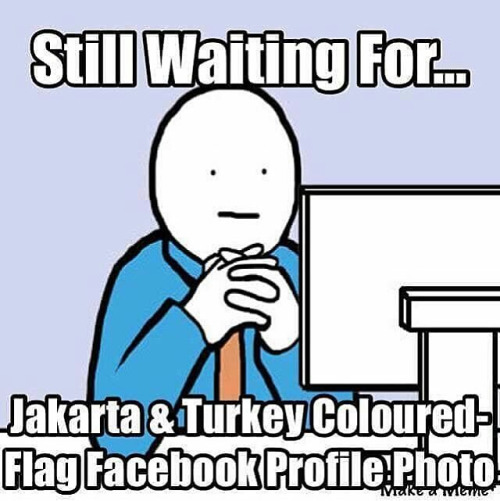 Still Waiting For...
Jakarta & Turkey Coloured-
Flag Facebook Profile Photo!
Make a Meme